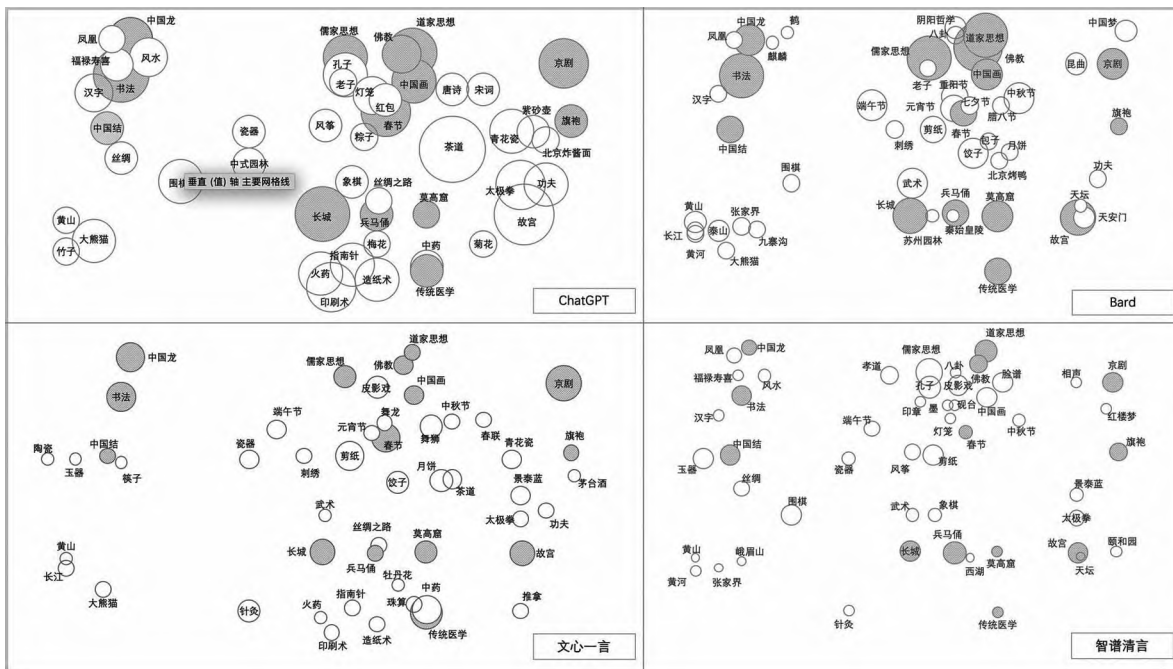 中国龙
凤凰
福禄寿喜
风水
书法
汉字
中国结
丝绸
瓷器
中式园林
围棋
垂直 (值) 轴 主要网格线
黄山
大熊猫
竹子
道家思想
儒家思想
佛教
孔子
老子
中国画
灯笼
红包
唐诗
宋词
春节
风筝
粽子
京剧
紫砂壶
旗袍
青花瓷
北京炸酱面
茶道
象棋
丝绸之路
太极拳
功夫
长城
兵马俑
莫高窟
故宫
梅花
菊花
指南针
中药
火药
造纸术
印刷术
传统医学
ChatGPT
中国龙
鹤
凤凰
麒麟
书法
汉字
中国结
围棋
黄山
张家界
长江
泰山
九寨沟
黄河
大熊猫
阴阳哲学
八卦
道家思想
儒家思想
佛教
老子
中国画
重阳节
中秋节
端午节
元宵节
七夕节
腊八节
刺绣
剪纸
春节
包子
饺子
月饼
北京烤鸭
中国梦
昆曲
京剧
旗袍
功夫
武术
兵马俑
莫高窟
长城
苏州园林
秦始皇陵
天坛
天安门
故宫
传统医学
Bard
中国龙
书法
陶瓷
玉器
中国结
筷子
黄山
长江
大熊猫
道家思想
儒家思想
佛教
皮影戏
中国画
京剧
端午节
舞龙
中秋节
元宵节
舞狮
春联
瓷器
刺绣
剪纸
春节
青花瓷
旗袍
饺子
月饼
茶道
景泰蓝
茅台酒
武术
太极拳
功夫
丝绸之路
长城
兵马俑
莫高窟
故宫
牡丹花
针灸
火药
指南针
珠算
中药
推拿
印刷术
造纸术
传统医学
文心一言
中国龙
凤凰
福禄寿喜
风水
书法
汉字
中国结
玉器
丝绸
围棋
黄山
峨眉山
黄河
张家界
道家思想
儒家思想
八卦
孝道
佛教
脸谱
孔子
皮影戏
相声
京剧
印章
墨
砚台
中国画
红楼梦
端午节
灯笼
中秋节
春节
瓷器
风筝
剪纸
旗袍
景泰蓝
武术
象棋
太极拳
长城
兵马俑
莫高窟
西湖
故宫
颐和园
天坛
针灸
传统医学
智谱清言